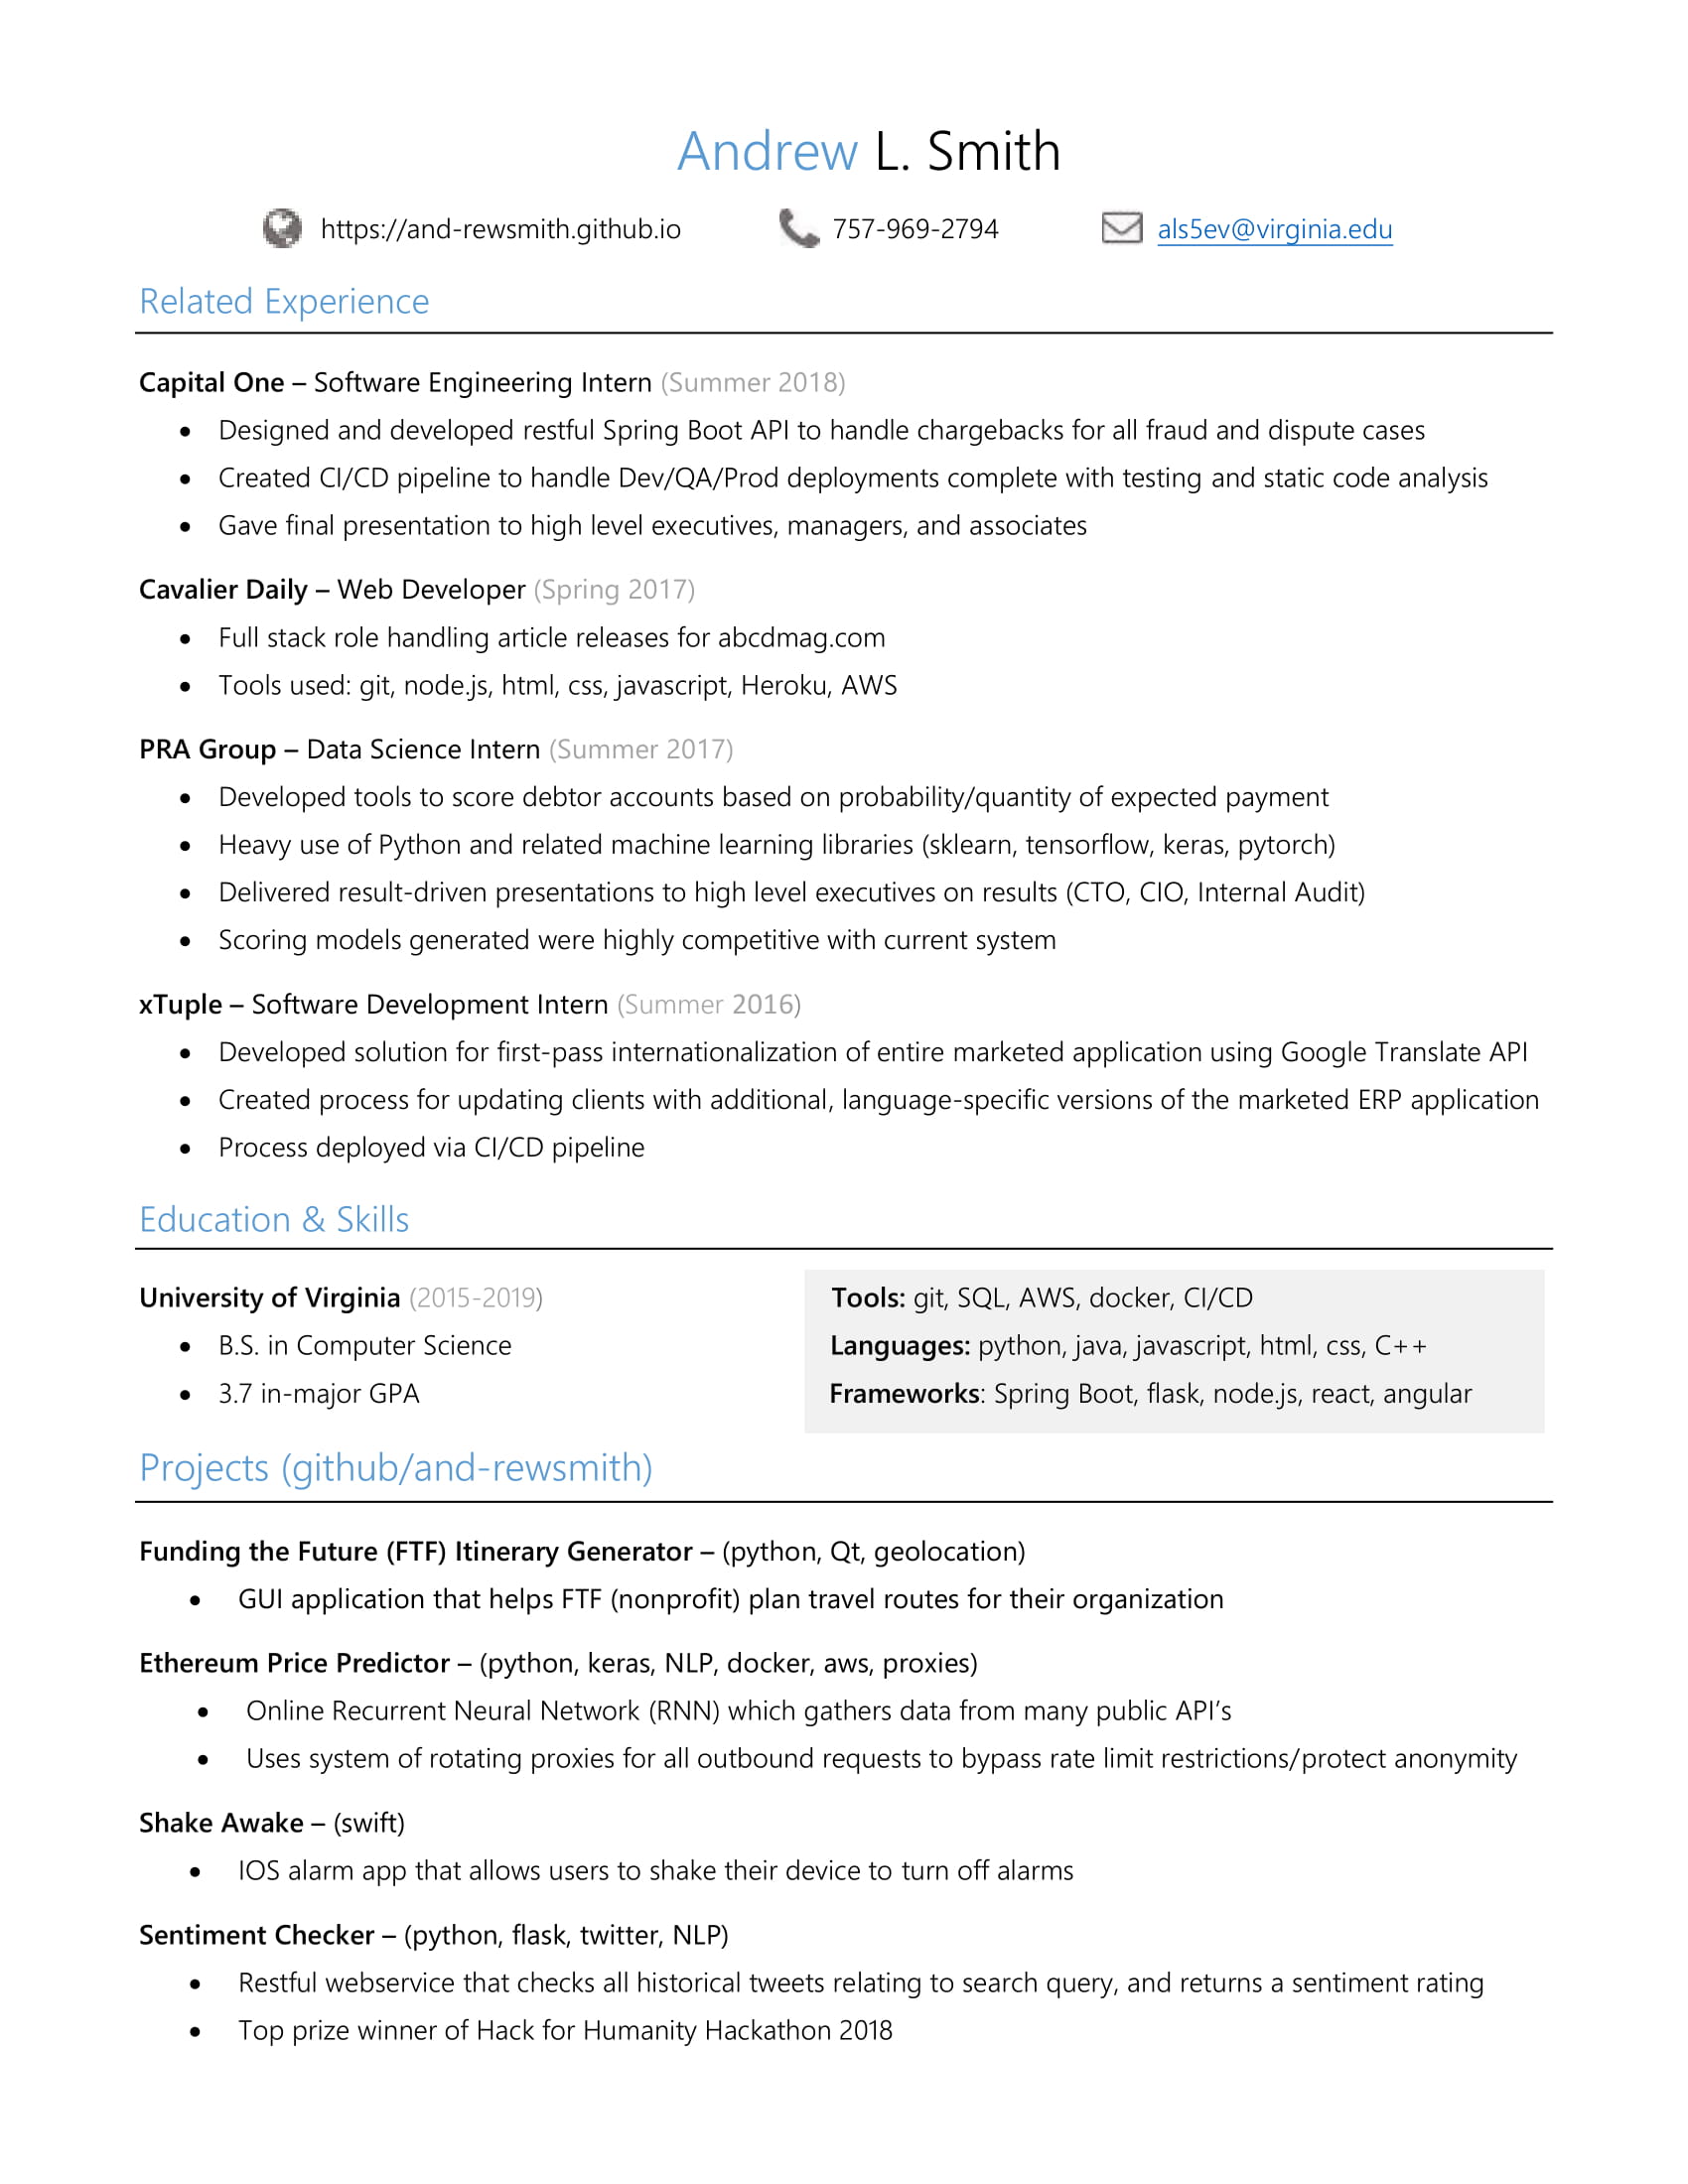 Andrew L. Smith
https://and-rewsmith.github.io 757-969-2794 als5ev@virginia.edu
Related Experience
Capital One – Software Engineering Intern (Summer 2018)
• Designed and developed restful Spring Boot API to handle chargebacks for all fraud and dispute cases
• Created CI/CD pipeline to handle Dev/QA/Prod deployments complete with testing and static code analysis
• Gave final presentation to high level executives, managers, and associates
Cavalier Daily – Web Developer (Spring 2017)
• Full stack role handling article releases for abcdmag.com
• Tools used: git, node.js, html, css, javascript, Heroku, AWS
PRA Group – Data Science Intern (Summer 2017)
• Developed tools to score debtor accounts based on probability/quantity of expected payment
• Heavy use of Python and related machine learning libraries (sklearn, tensorflow, keras, pytorch)
• Delivered result-driven presentations to high level executives on results (CTO, CIO, Internal Audit)
• Scoring models generated were highly competitive with current system
xTuple – Software Development Intern (Summer 2016)
• Developed solution for first-pass internationalization of entire marketed application using Google Translate API
• Created process for updating clients with additional, language-specific versions of the marketed ERP application
• Process deployed via CI/CD pipeline
Education & Skills
University of Virginia (2015-2019)
• B.S. in Computer Science
• 3.7 in-major GPA
Tools: git, SQL, AWS, docker, CI/CD
Languages: python, java, javascript, html, css, C++
Frameworks: Spring Boot, flask, node.js, react, angular
Projects (github/and-rewsmith)
Funding the Future (FTF) Itinerary Generator – (python, Qt, geolocation)
• GUI application that helps FTF (nonprofit) plan travel routes for their organization
Ethereum Price Predictor – (python, keras, NLP, docker, aws, proxies)
• Online Recurrent Neural Network (RNN) which gathers data from many public API’s
• Uses system of rotating proxies for all outbound requests to bypass rate limit restrictions/protect anonymity
Shake Awake – (swift)
• IOS alarm app that allows users to shake their device to turn off alarms
Sentiment Checker – (python, flask, twitter, NLP)
• Restful webservice that checks all historical tweets relating to search query, and returns a sentiment rating
• Top prize winner of Hack for Humanity Hackathon 2018